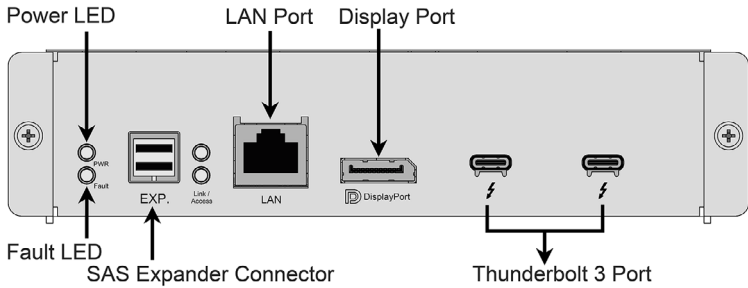 Power LED
LAN Port
Display Port
PWR
Fault
EXP.
Link /
Access
LAN
DisplayPort
Fault LED
SAS Expander Connector
Thunderbolt 3 Port